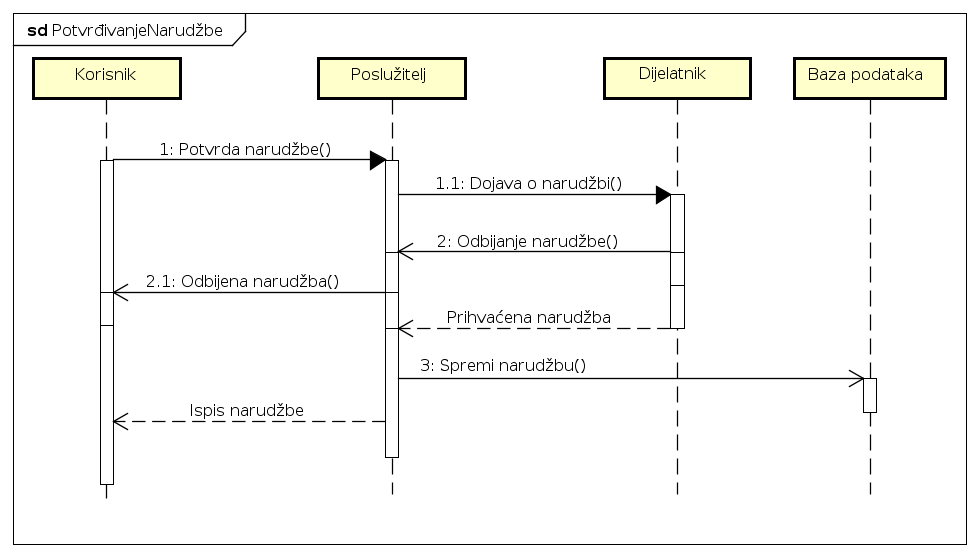 sd PotvrđivanjeNarudžbe
Korisnik
Poslužitelj
Dijelatnik
Baza podataka
1: Potvrda narudžbe()
1.1: Dojava o narudžbi()
2: Odbijanje narudžbe()
2.1: Odbijena narudžba()
Prihvaćena narudžba
3: Spremi narudžbu()
Ispis narudžbe